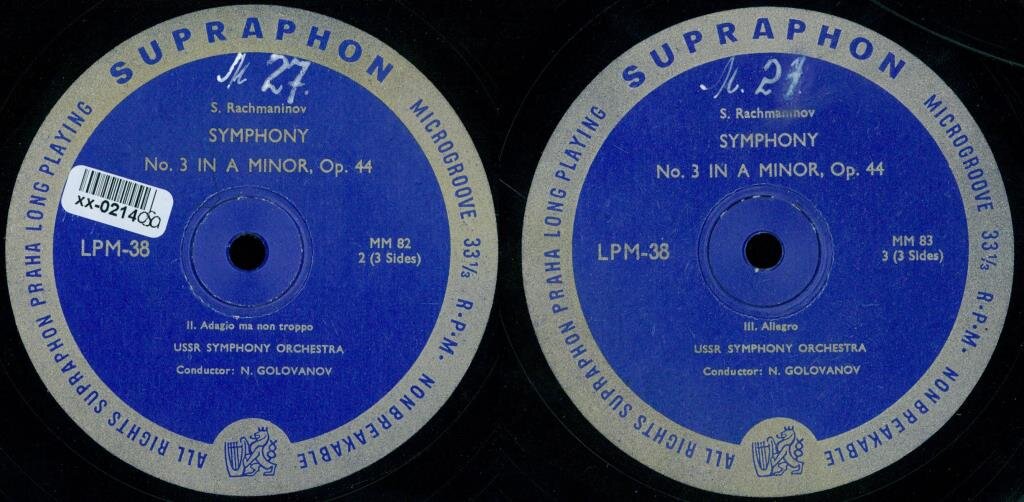 SUPRAPHON
M 27.
S. Rachmaninov
SYMPHONY
No. 3 IN A MINOR, Op. 44
xx-0214
LPM-38
MM 82
2 (3 Sides)
II. Adagio ma non troppo
USSR SYMPHONY ORCHESTRA
Conductor: N. GOLOVANOV
MICROGROOVE 33⅓ R·P·M· NONBREAKABLE
ALL RIGHTS SUPRAPHON PRAHA LONG PLAYING
SUPRAPHON
M. 27
S. Rachmaninov
SYMPHONY
No. 3 IN A MINOR, Op. 44
LPM-38
MM 83
3 (3 Sides)
III. Allegro
USSR SYMPHONY ORCHESTRA
Conductor: N. GOLOVANOV
MICROGROOVE 33⅓ R·P·M· NONBREAKABLE
ALL RIGHTS SUPRAPHON PRAHA LONG PLAYING